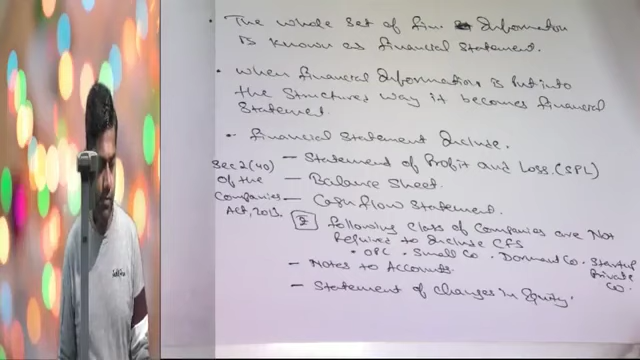 • The whole set of fin. Information
is known as financial statement.
• When financial Information is put into
the structured way it becomes financial
statement.
- financial statement Include.
- Statement of Profit and Loss. (SPL)
Sec 2(40)
of the
Companies
Act, 2013.
- Balance Sheet.
- Cash flow statement.
following class of companies are Not
Required to Include CFS
• OPC • Small Co • Dormant Co • Startup
Private
Co.
- Notes to Accounts.
- Statement of changes in Equity.